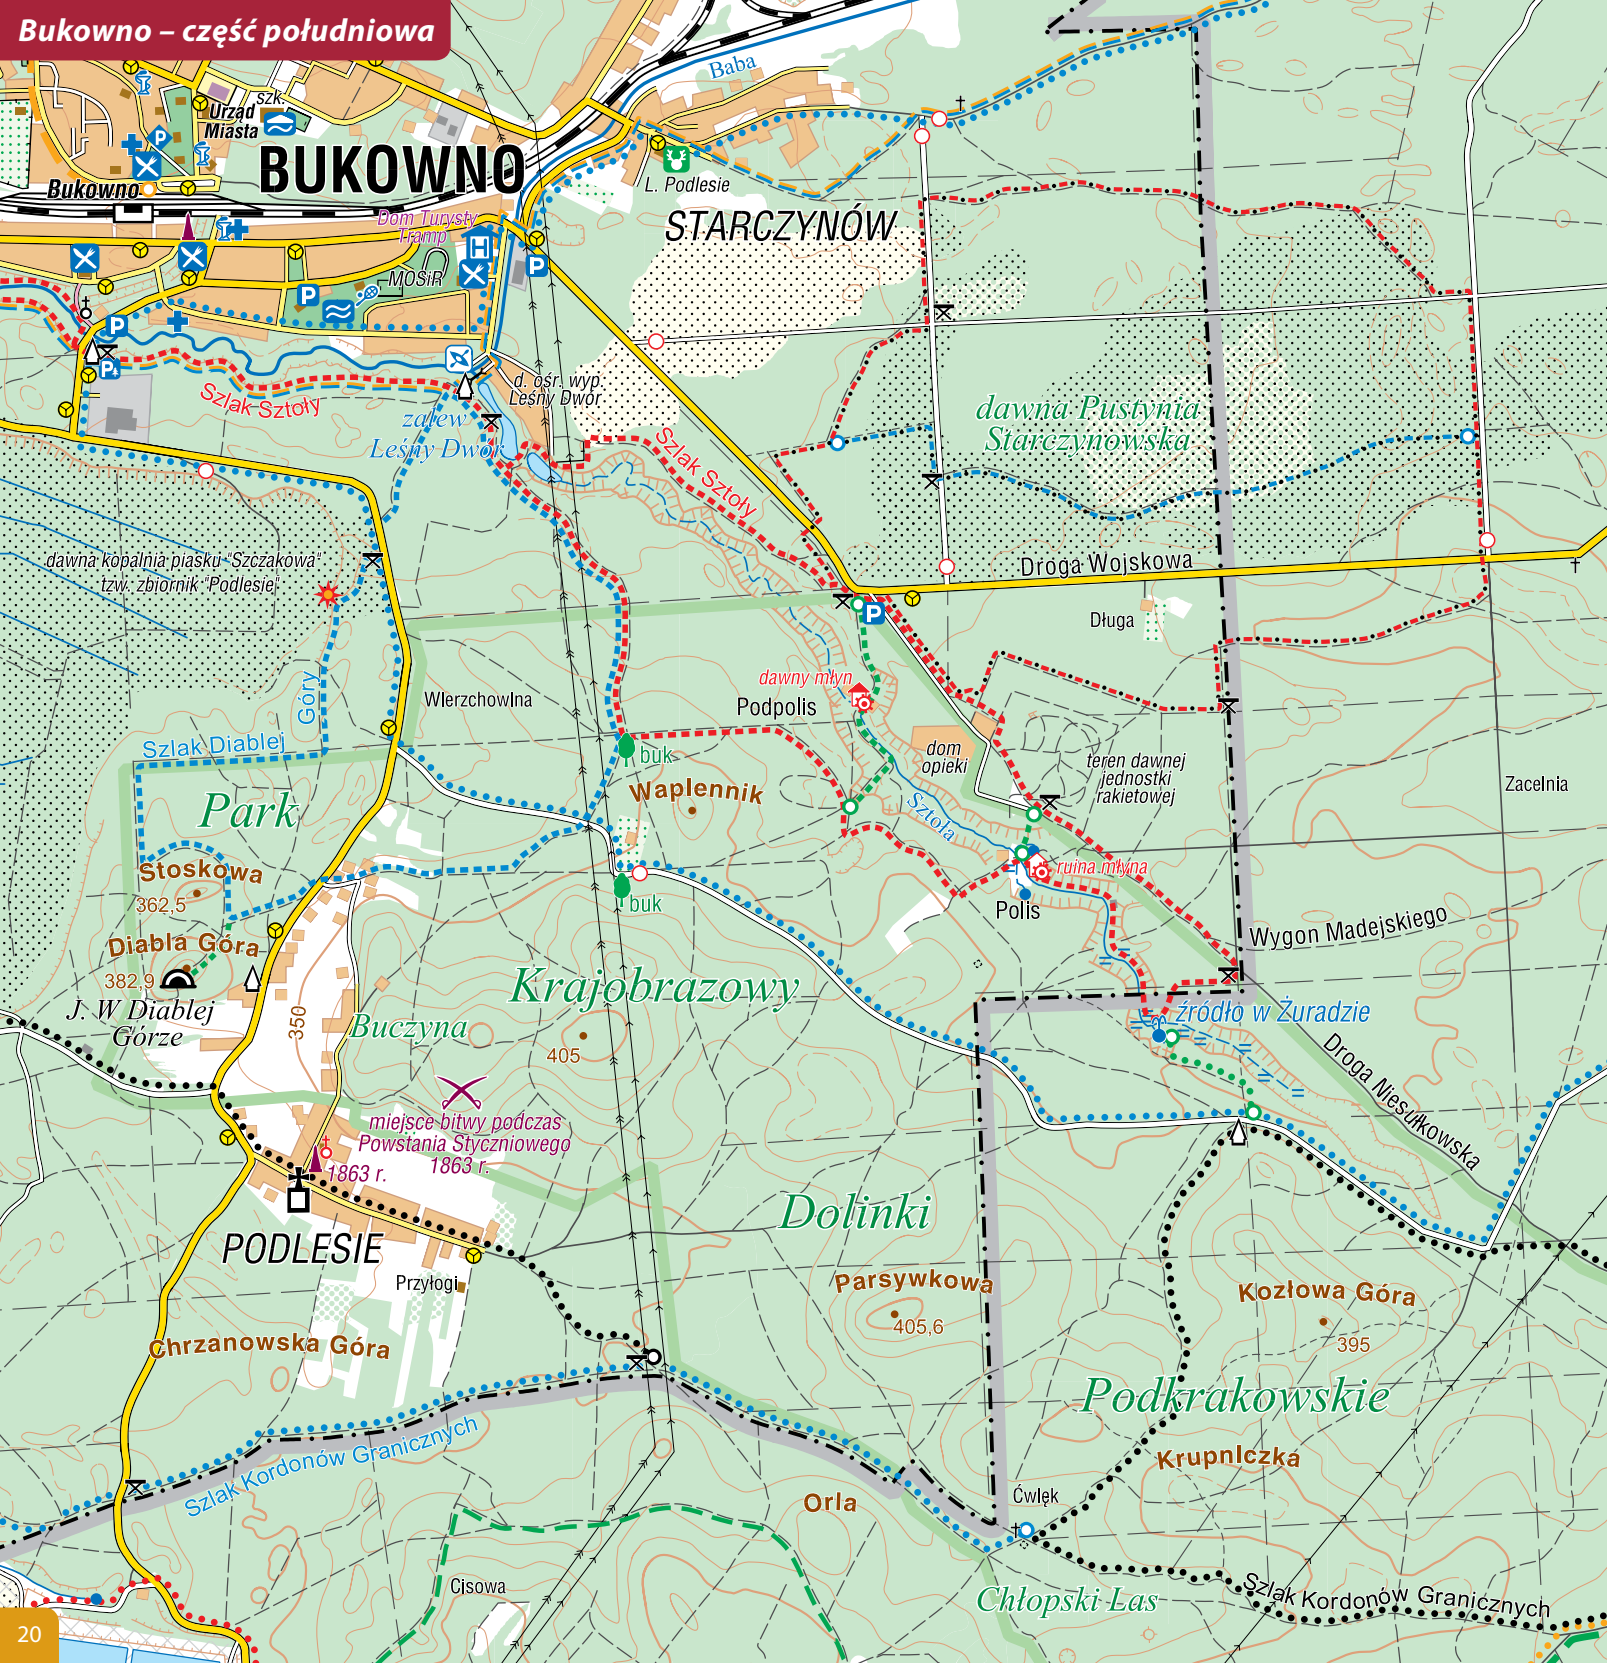 Bukowno – część południowa
Baba
szk.
Urząd
Miasta
BUKOWNO
Bukowno
L. Podlesie
Dom Turysty
Tramp
STARCZYNÓW
MOSiR
d. ośr. wyp.
Leśny Dwór
Szlak Sztoły
zalew
Leśny Dwór
Szlak Sztoły
dawna Pustynia
Starczynowska
dawna kopalnia piasku "Szczakowa"
tzw. zbiornik "Podlesie"
Droga Wojskowa
Długa
Góry
Szlak Diablej
WIerzchowIna
dawny młyn
Podpolis
dom
opieki
teren dawnej
jednostki
rakietowej
Zacelnia
buk
WapIennik
Park
Sztoła
Stoskowa
362,5
ruina młyna
buk
Polis
Diabla Góra
382,9
J. W Diablej
Górze
Wygon Madejskiego
Krajobrazowy
350
Buczyna
405
źródło w Żuradzie
Droga Niesułkowska
miejsce bitwy podczas
Powstania Styczniowego
1863 r.
1863 r.
PODLESIE
Dolinki
Przyłogi
Parsywkowa
405,6
Kozłowa Góra
395
Chrzanowska Góra
Podkrakowskie
KrupnIczka
Szlak Kordonów Granicznych
Orla
Ćwlęk
Cisowa
Chłopski Las
Szlak Kordonów Granicznych
20